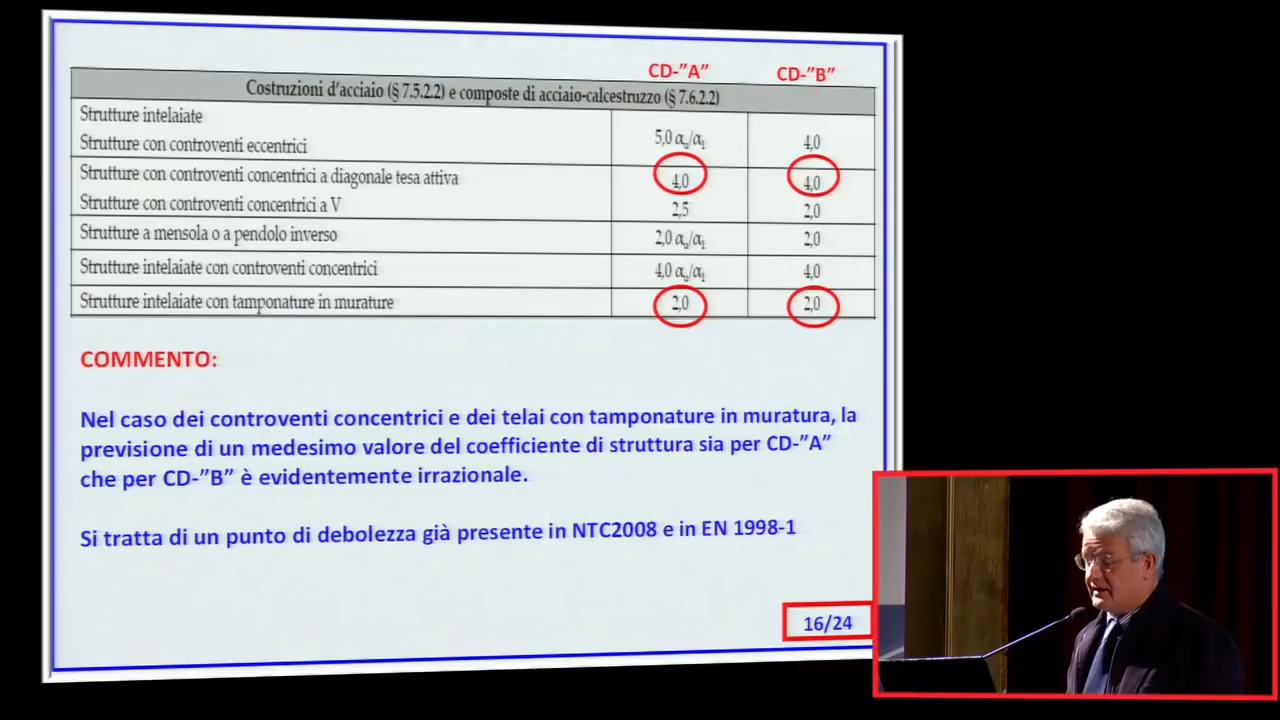 CD-"A" CD-"B"
Costruzioni d'acciaio (§ 7.5.2.2) e composte di acciaio-calcestruzzo (§ 7.6.2.2)
Strutture intelaiate
Strutture con controventi eccentrici 5,0 αu/α1 4,0
Strutture con controventi concentrici a diagonale tesa attiva 4,0 4,0
Strutture con controventi concentrici a V 2,5 2,0
Strutture a mensola o a pendolo inverso 2,0 αu/α1 2,0
Strutture intelaiate con controventi concentrici 4,0 αu/α1 4,0
Strutture intelaiate con tamponature in murature 2,0 2,0
COMMENTO:
Nel caso dei controventi concentrici e dei telai con tamponature in muratura, la
previsione di un medesimo valore del coefficiente di struttura sia per CD-"A"
che per CD-"B" è evidentemente irrazionale.
Si tratta di un punto di debolezza già presente in NTC2008 e in EN 1998-1
16/24